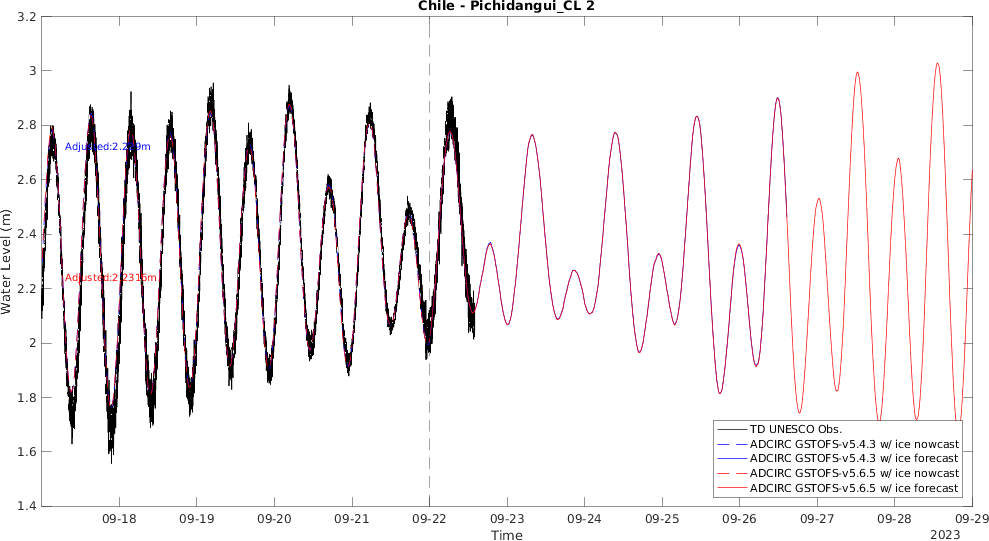 Chile - Pichidangui_CL 2
Water Level (m)
3.2
3
2.8
2.6
2.4
2.2
2
1.8
1.6
1.4
Adjusted:2.2
Adjusted:2.2316m
TD UNESCO Obs.
ADCIRC GSTOFS-v5.4.3 w/ ice nowcast
ADCIRC GSTOFS-v5.4.3 w/ ice forecast
ADCIRC GSTOFS-v5.6.5 w/ ice nowcast
ADCIRC GSTOFS-v5.6.5 w/ ice forecast
09-18 09-19 09-20 09-21 09-22 09-23 09-24 09-25 09-26 09-27 09-28 09-29
Time
2023